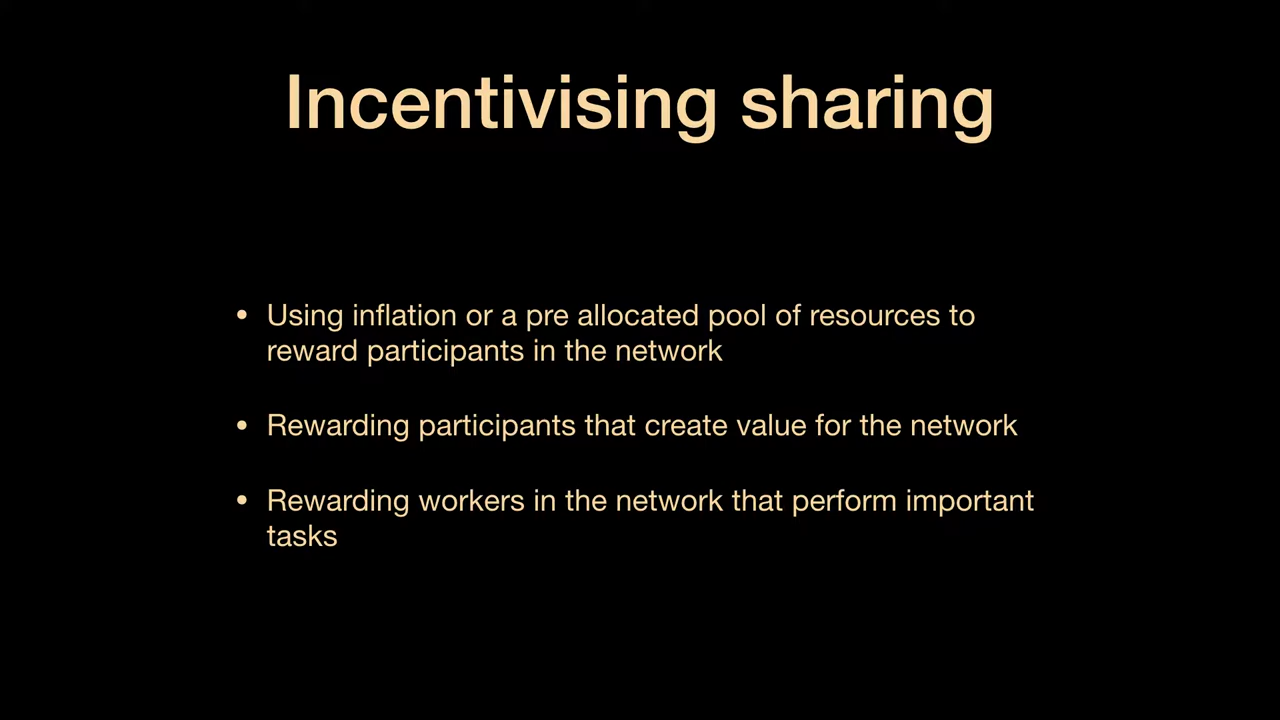 Incentivising sharing
• Using inflation or a pre allocated pool of resources to
reward participants in the network
• Rewarding participants that create value for the network
• Rewarding workers in the network that perform important
tasks